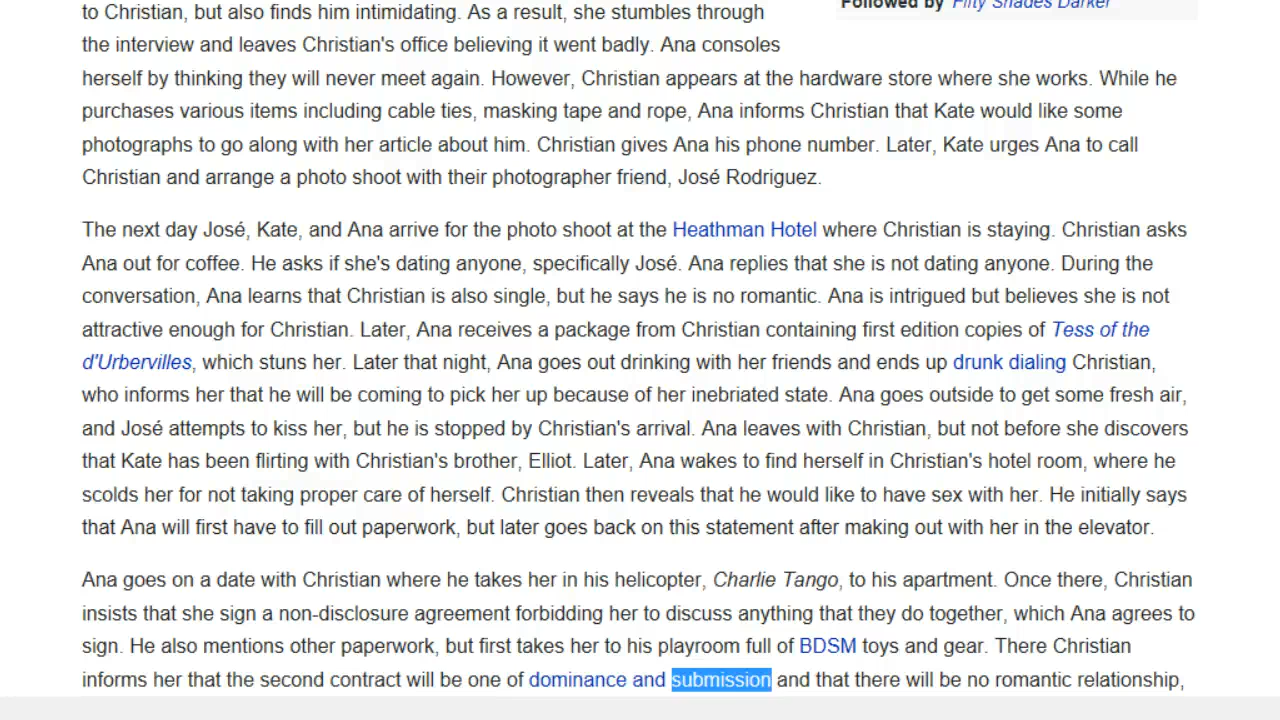 to Christian, but also finds him intimidating. As a result, she stumbles through
Followed by Fifty Shades Darker
the interview and leaves Christian's office believing it went badly. Ana consoles
herself by thinking they will never meet again. However, Christian appears at the hardware store where she works. While he
purchases various items including cable ties, masking tape and rope, Ana informs Christian that Kate would like some
photographs to go along with her article about him. Christian gives Ana his phone number. Later, Kate urges Ana to call
Christian and arrange a photo shoot with their photographer friend, José Rodriguez.
The next day José, Kate, and Ana arrive for the photo shoot at the Heathman Hotel where Christian is staying. Christian asks
Ana out for coffee. He asks if she's dating anyone, specifically José. Ana replies that she is not dating anyone. During the
conversation, Ana learns that Christian is also single, but he says he is no romantic. Ana is intrigued but believes she is not
attractive enough for Christian. Later, Ana receives a package from Christian containing first edition copies of Tess of the
d'Urbervilles, which stuns her. Later that night, Ana goes out drinking with her friends and ends up drunk dialing Christian,
who informs her that he will be coming to pick her up because of her inebriated state. Ana goes outside to get some fresh air,
and José attempts to kiss her, but he is stopped by Christian's arrival. Ana leaves with Christian, but not before she discovers
that Kate has been flirting with Christian's brother, Elliot. Later, Ana wakes to find herself in Christian's hotel room, where he
scolds her for not taking proper care of herself. Christian then reveals that he would like to have sex with her. He initially says
that Ana will first have to fill out paperwork, but later goes back on this statement after making out with her in the elevator.
Ana goes on a date with Christian where he takes her in his helicopter, Charlie Tango, to his apartment. Once there, Christian
insists that she sign a non-disclosure agreement forbidding her to discuss anything that they do together, which Ana agrees to
sign. He also mentions other paperwork, but first takes her to his playroom full of BDSM toys and gear. There Christian
informs her that the second contract will be one of dominance and submission and that there will be no romantic relationship,